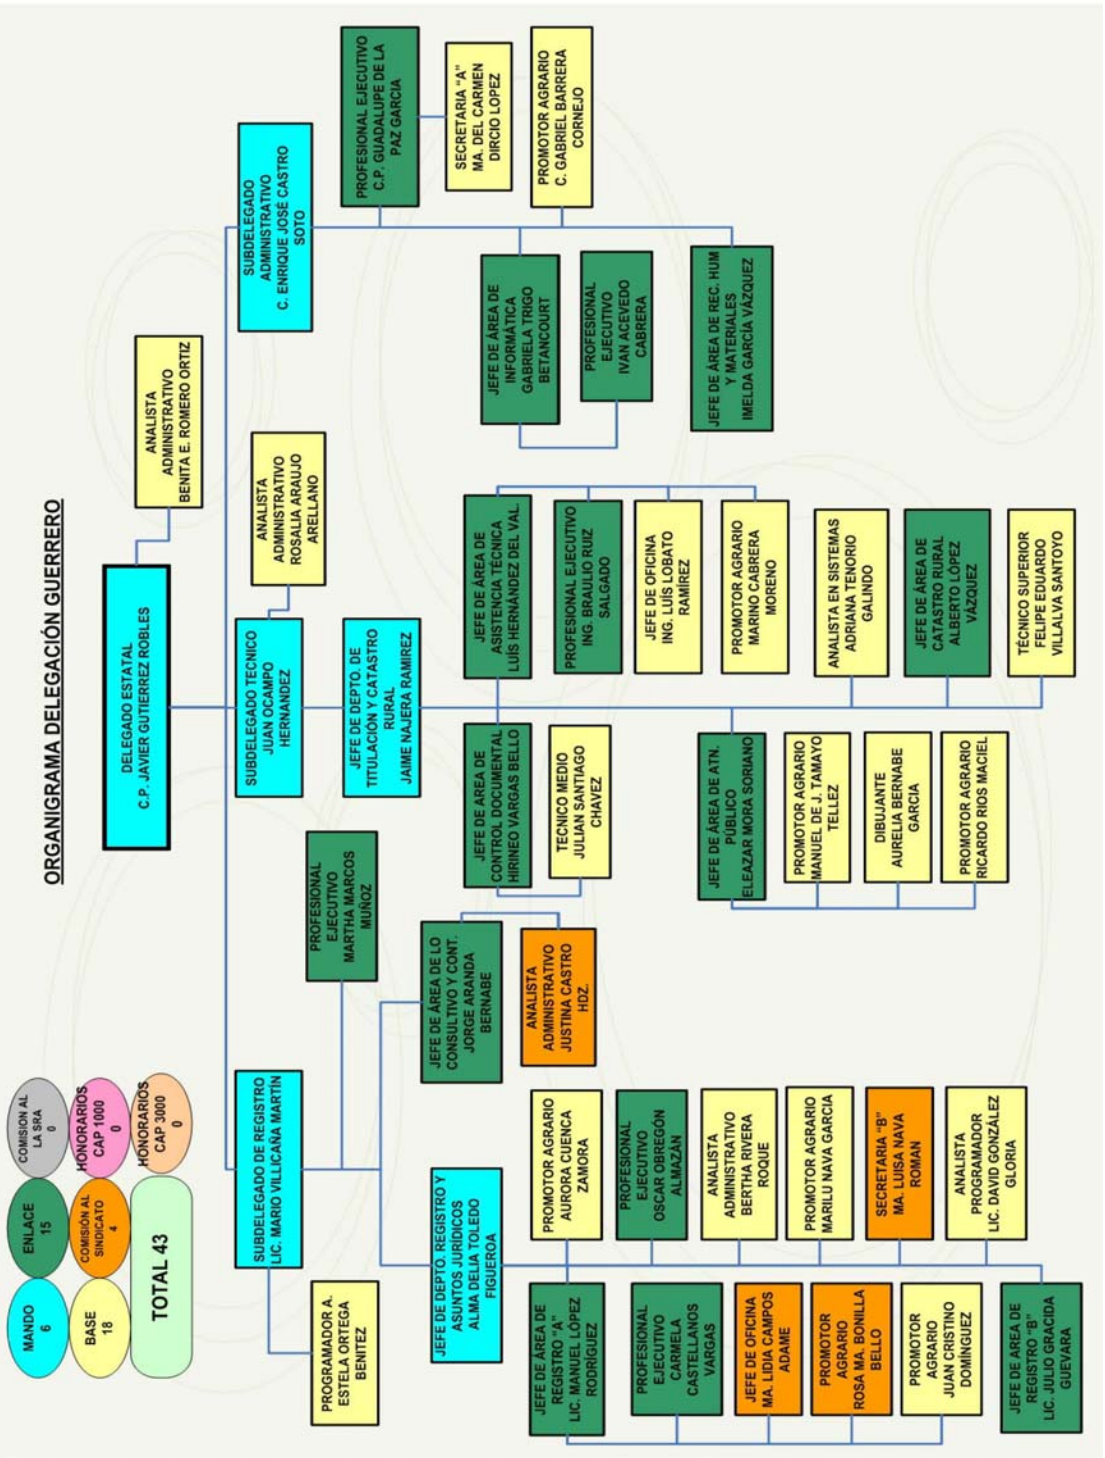 ORGANIGRAMA DELEGACIÓN GUERRERO
MANDO
6
ENLACE
15
COMISION AL
LA SRA
0
BASE
18
COMISIÓN AL
SINDICATO
4
HONORARIOS
CAP 1000
0
TOTAL 43
HONORARIOS
CAP 3000
0
DELEGADO ESTATAL
C.P. JAVIER GUTIERREZ ROBLES
ANALISTA
ADMINISTRATIVO
BENITA E. ROMERO ORTIZ
SUBDELEGADO DE REGISTRO
LIC. MARIO VILLICAÑA MARTÍN
SUBDELEGADO TECNICO
JUAN OCAMPO
HERNANDEZ
ANALISTA
ADMINISTRATIVO
ROSALIA ARAUJO
ARELLANO
SUBDELEGADO
ADMINISTRATIVO
C. ENRIQUE JOSÉ CASTRO
SOTO
PROGRAMADOR A.
ESTELA ORTEGA
BENITEZ
PROFESIONAL
EJECUTIVO
MARTHA MARCOS
MUÑOZ
JEFE DE DEPTO. DE
TITULACIÓN Y CATASTRO
RURAL
JAIME NAJERA RAMIREZ
PROFESIONAL EJECUTIVO
C.P. GUADALUPE DE LA
PAZ GARCIA
SECRETARIA "A"
MA. DEL CARMEN
DIRCIO LOPEZ
PROMOTOR AGRARIO
C. GABRIEL BARRERA
CORNEJO
JEFE DE ÁREA DE
INFORMÁTICA
GABRIELA TRIGO
BETANCOURT
PROFESIONAL
EJECUTIVO
IVAN ACEVEDO
CABRERA
JEFE DE ÁREA DE REC. HUM
Y MATERIALES
IMELDA GARCÍA VÁZQUEZ
JEFE DE DEPTO. REGISTRO Y
ASUNTOS JURÍDICOS
ALMA DELIA TOLEDO
FIGUEROA
JEFE DE ÁREA DE LO
CONSULTIVO Y CONT.
JORGE ARANDA
BERNABE
ANALISTA
ADMINISTRATIVO
JUSTINA CASTRO
HDZ.
JEFE DE AREA DE
CONTROL DOCUMENTAL
HIRINEO VARGAS BELLO
TECNICO MEDIO
JULIAN SANTIAGO
CHAVEZ
JEFE DE ÁREA DE
ASISTENCIA TÉCNICA
LUÍS HERNÁNDEZ DEL VAL.
PROFESIONAL EJECUTIVO
ING. BRAULIO RUIZ
SALGADO
JEFE DE OFICINA
ING. LUÍS LOBATO
RAMÍREZ
PROMOTOR AGRARIO
MARINO CABRERA
MORENO
JEFE DE ÁREA DE ATN.
PÚBLICO
ELEAZAR MORA SORIANO
PROMOTOR AGRARIO
MANUEL DE J. TAMAYO
TELLEZ
DIBUJANTE
AURELIA BERNABE
GARCIA
PROMOTOR AGRARIO
RICARDO RIOS MACIEL
ANALISTA EN SISTEMAS
ADRIANA TENORIO
GALINDO
JEFE DE ÁREA DE
CATASTRO RURAL
ALBERTO LÓPEZ
VÁZQUEZ
TÉCNICO SUPERIOR
FELIPE EDUARDO
VILLALVA SANTOYO
JEFE DE ÁREA DE
REGISTRO "A"
LIC. MANUEL LÓPEZ
RODRÍGUEZ
PROFESIONAL
EJECUTIVO
CARMELA
CASTELLANOS
VARGAS
JEFE DE OFICINA
MA. LIDIA CAMPOS
ADAME
PROMOTOR
AGRARIO
ROSA MA. BONILLA
BELLO
PROMOTOR
AGRARIO
JUAN CRISTINO
DOMÍNGUEZ
JEFE DE AREA DE
REGISTRO "B"
LIC. JULIO GRACIDA
GUEVARA
PROMOTOR AGRARIO
AURORA CUENCA
ZAMORA
PROFESIONAL
EJECUTIVO
OSCAR OBREGÓN
ALMAZÁN
ANALISTA
ADMINISTRATIVO
BERTHA RIVERA
ROQUE
PROMOTOR AGRARIO
MARILU NAVA GARCIA
SECRETARIA "B"
MA. LUISA NAVA
ROMAN
ANALISTA
PROGRAMADOR
LIC. DAVID GONZÁLEZ
GLORIA